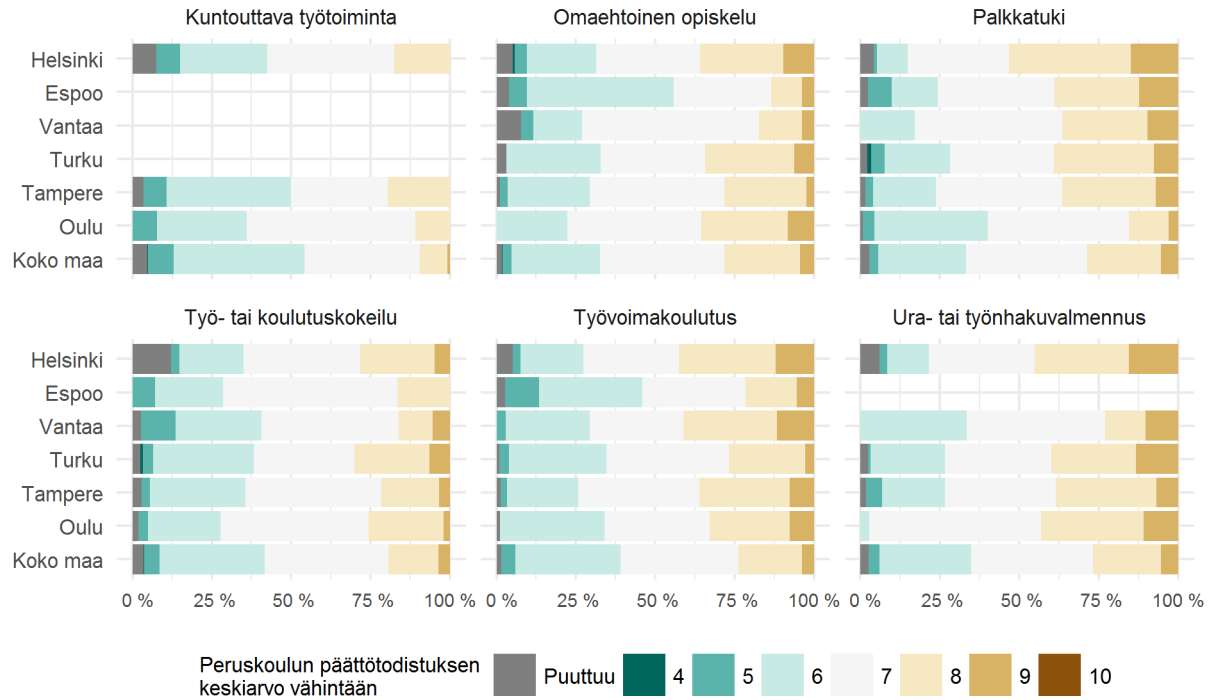 Kuntouttava työtoiminta
Omaehtoinen opiskelu
Palkkatuki
Helsinki
Espoo
Vantaa
Turku
Tampere
Oulu
Koko maa
Työ- tai koulutuskokeilu
Työvoimakoulutus
Ura- tai työnhakuvalmennus
Helsinki
Espoo
Vantaa
Turku
Tampere
Oulu
Koko maa
0 % 25 % 50 % 75 % 100 %
0 % 25 % 50 % 75 % 100 %
0 % 25 % 50 % 75 % 100 %
Peruskoulun päättötodistuksen
keskiarvo vähintään
Puuttuu 4 5 6 7 8 9 10